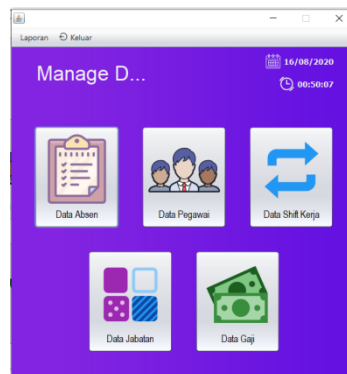 Laporan Keluar
Manage D...
16/08/2020
00:50:07
Data Absen Data Pegawai Data Shift Kerja
Data Jabatan Data Gaji